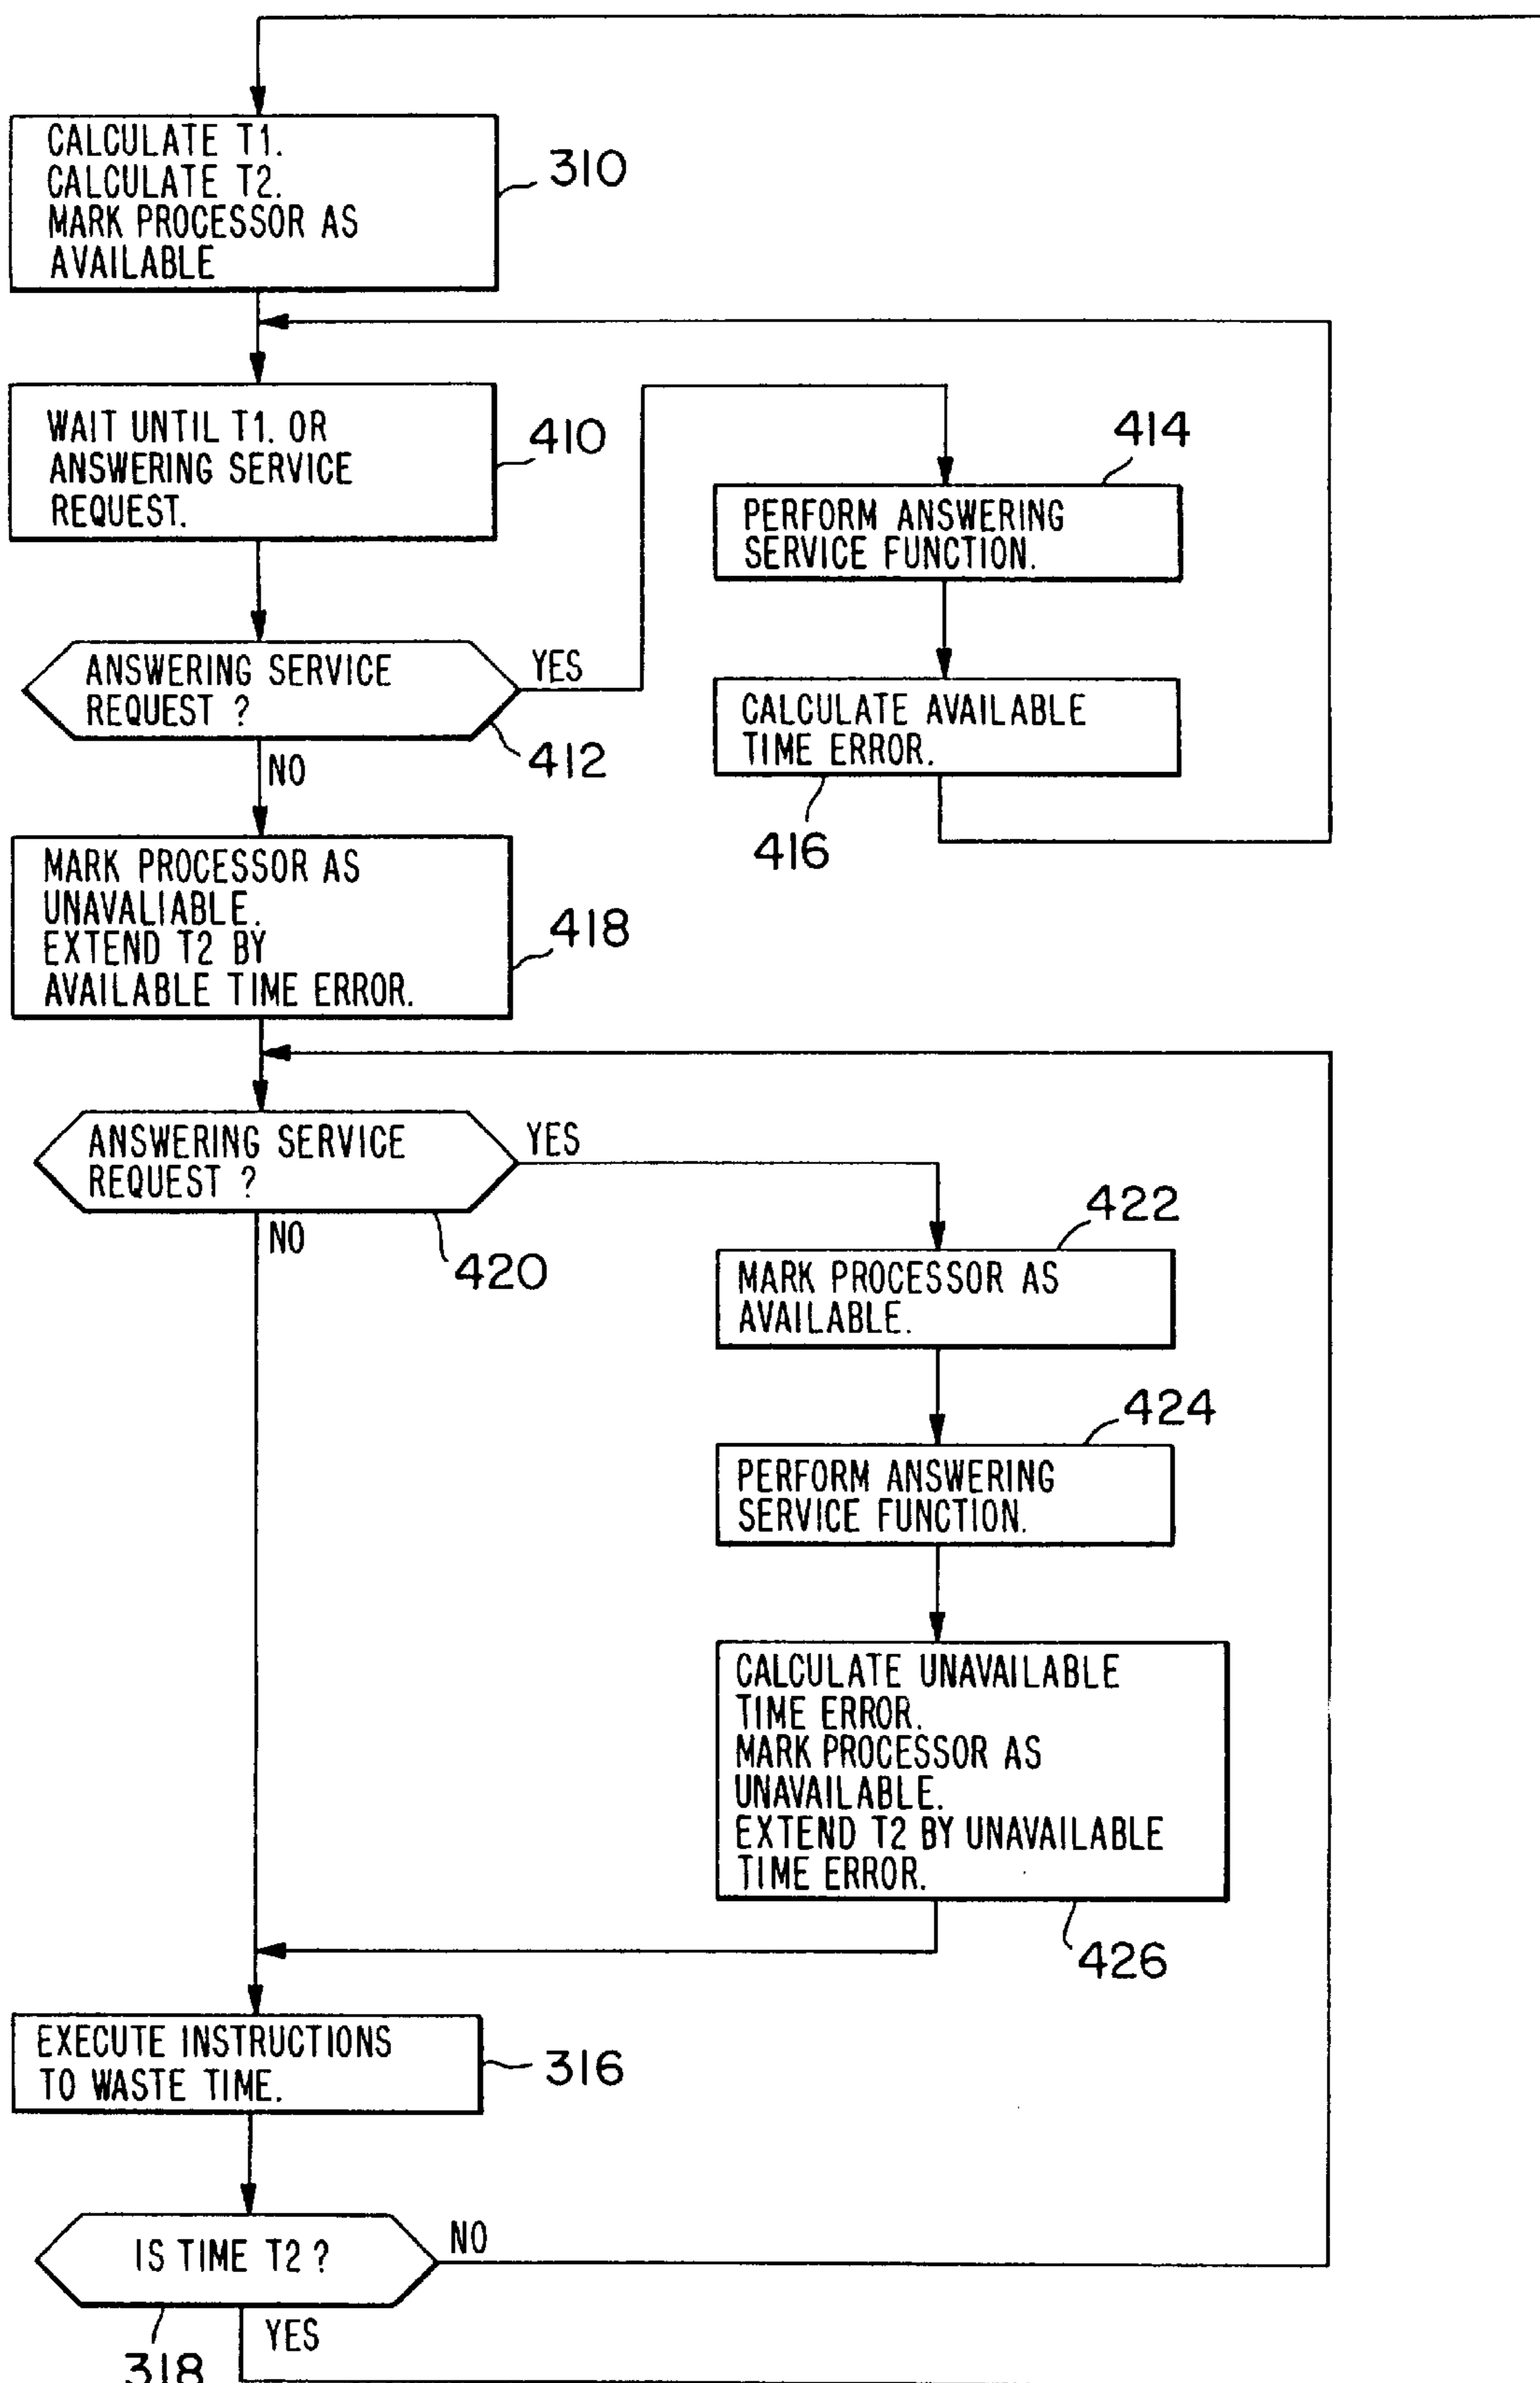 CALCULATE T1.
CALCULATE T2.
MARK PROCESSOR AS
AVAILABLE
310
WAIT UNTIL T1. OR
ANSWERING SERVICE
REQUEST.
410
414
PERFORM ANSWERING
SERVICE FUNCTION.
ANSWERING SERVICE
REQUEST ?
YES
412
NO
CALCULATE AVAILABLE
TIME ERROR.
416
MARK PROCESSOR AS
UNAVALIABLE.
EXTEND T2 BY
AVAILABLE TIME ERROR.
418
ANSWERING SERVICE
REQUEST ?
YES
NO
420
422
MARK PROCESSOR AS
AVAILABLE.
424
PERFORM ANSWERING
SERVICE FUNCTION.
CALCULATE UNAVAILABLE
TIME ERROR.
MARK PROCESSOR AS
UNAVAILABLE.
EXTEND T2 BY UNAVAILABLE
TIME ERROR.
426
EXECUTE INSTRUCTIONS
TO WASTE TIME.
316
IS TIME T2 ?
NO
YES
318